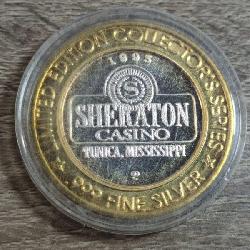 LIMITED EDITION COLLECTOR'S SERIES
1995
S
SHERATON
CASINO
TUNICA, MISSISSIPPI
.999 FINE SILVER